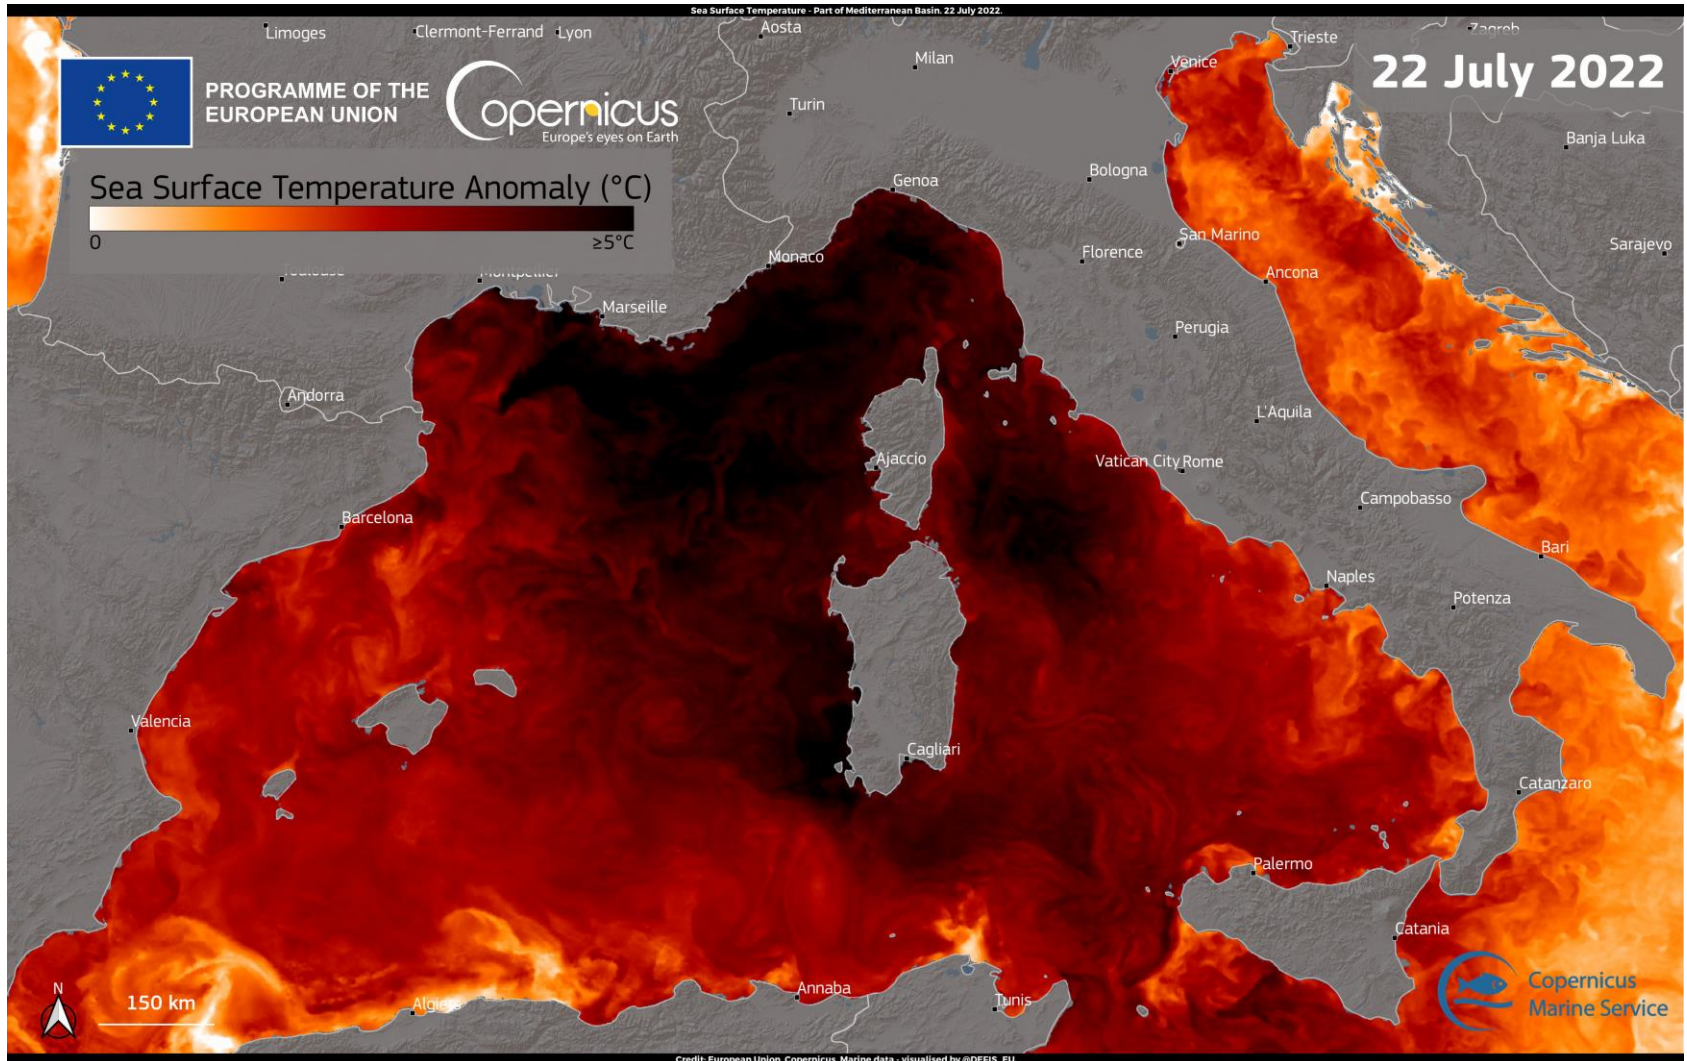 Sea Surface Temperature - Part of Mediterranean Basin. 22 July 2022.
Limoges
Clermont-Ferrand
Lyon
Aosta
Milan
Turin
Venice
Trieste
Zagreb
22 July 2022
PROGRAMME OF THE
EUROPEAN UNION
Copernicus
Europe's eyes on Earth
Sea Surface Temperature Anomaly (°C)
0
≥5°C
Banja Luka
Bologna
Genoa
San Marino
Florence
Sarajevo
Monaco
Ancona
Toulouse
Montpellier
Marseille
Perugia
Andorra
L'Aquila
Ajaccio
Vatican City
Rome
Campobasso
Barcelona
Bari
Naples
Potenza
Valencia
Cagliari
Catanzaro
Palermo
Catania
N
150 km
Algiers
Annaba
Tunis
Copernicus
Marine Service
Credit: European Union, Copernicus Marine data - visualised by @DEFIS_EU